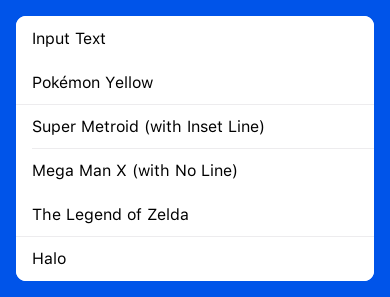 Input Text
Pokémon Yellow
Super Metroid (with Inset Line)
Mega Man X (with No Line)
The Legend of Zelda
Halo